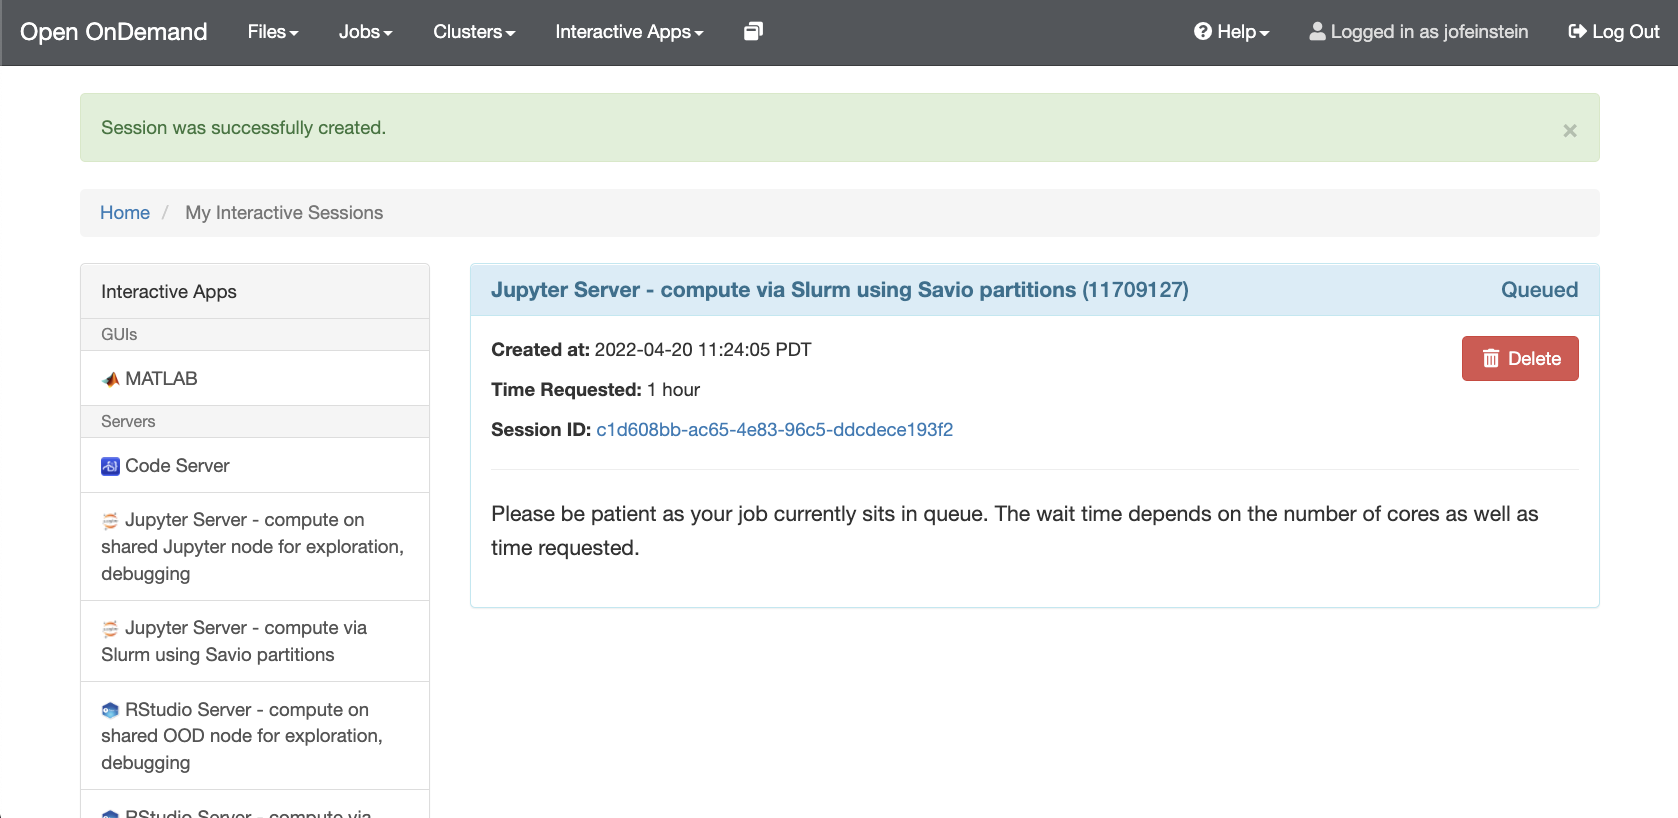 Open OnDemand Files Jobs Clusters Interactive Apps Help Logged in as jofeinstein Log Out
Session was successfully created. ×
Home / My Interactive Sessions
Interactive Apps
GUIs
MATLAB
Servers
Code Server
Jupyter Server - compute on
shared Jupyter node for exploration,
debugging
Jupyter Server - compute via
Slurm using Savio partitions
RStudio Server - compute on
shared OOD node for exploration,
debugging
RStudio Server - compute via
Jupyter Server - compute via Slurm using Savio partitions (11709127) Queued
Created at: 2022-04-20 11:24:05 PDT
Delete
Time Requested: 1 hour
Session ID: c1d608bb-ac65-4e83-96c5-ddcdece193f2
Please be patient as your job currently sits in queue. The wait time depends on the number of cores as well as
time requested.